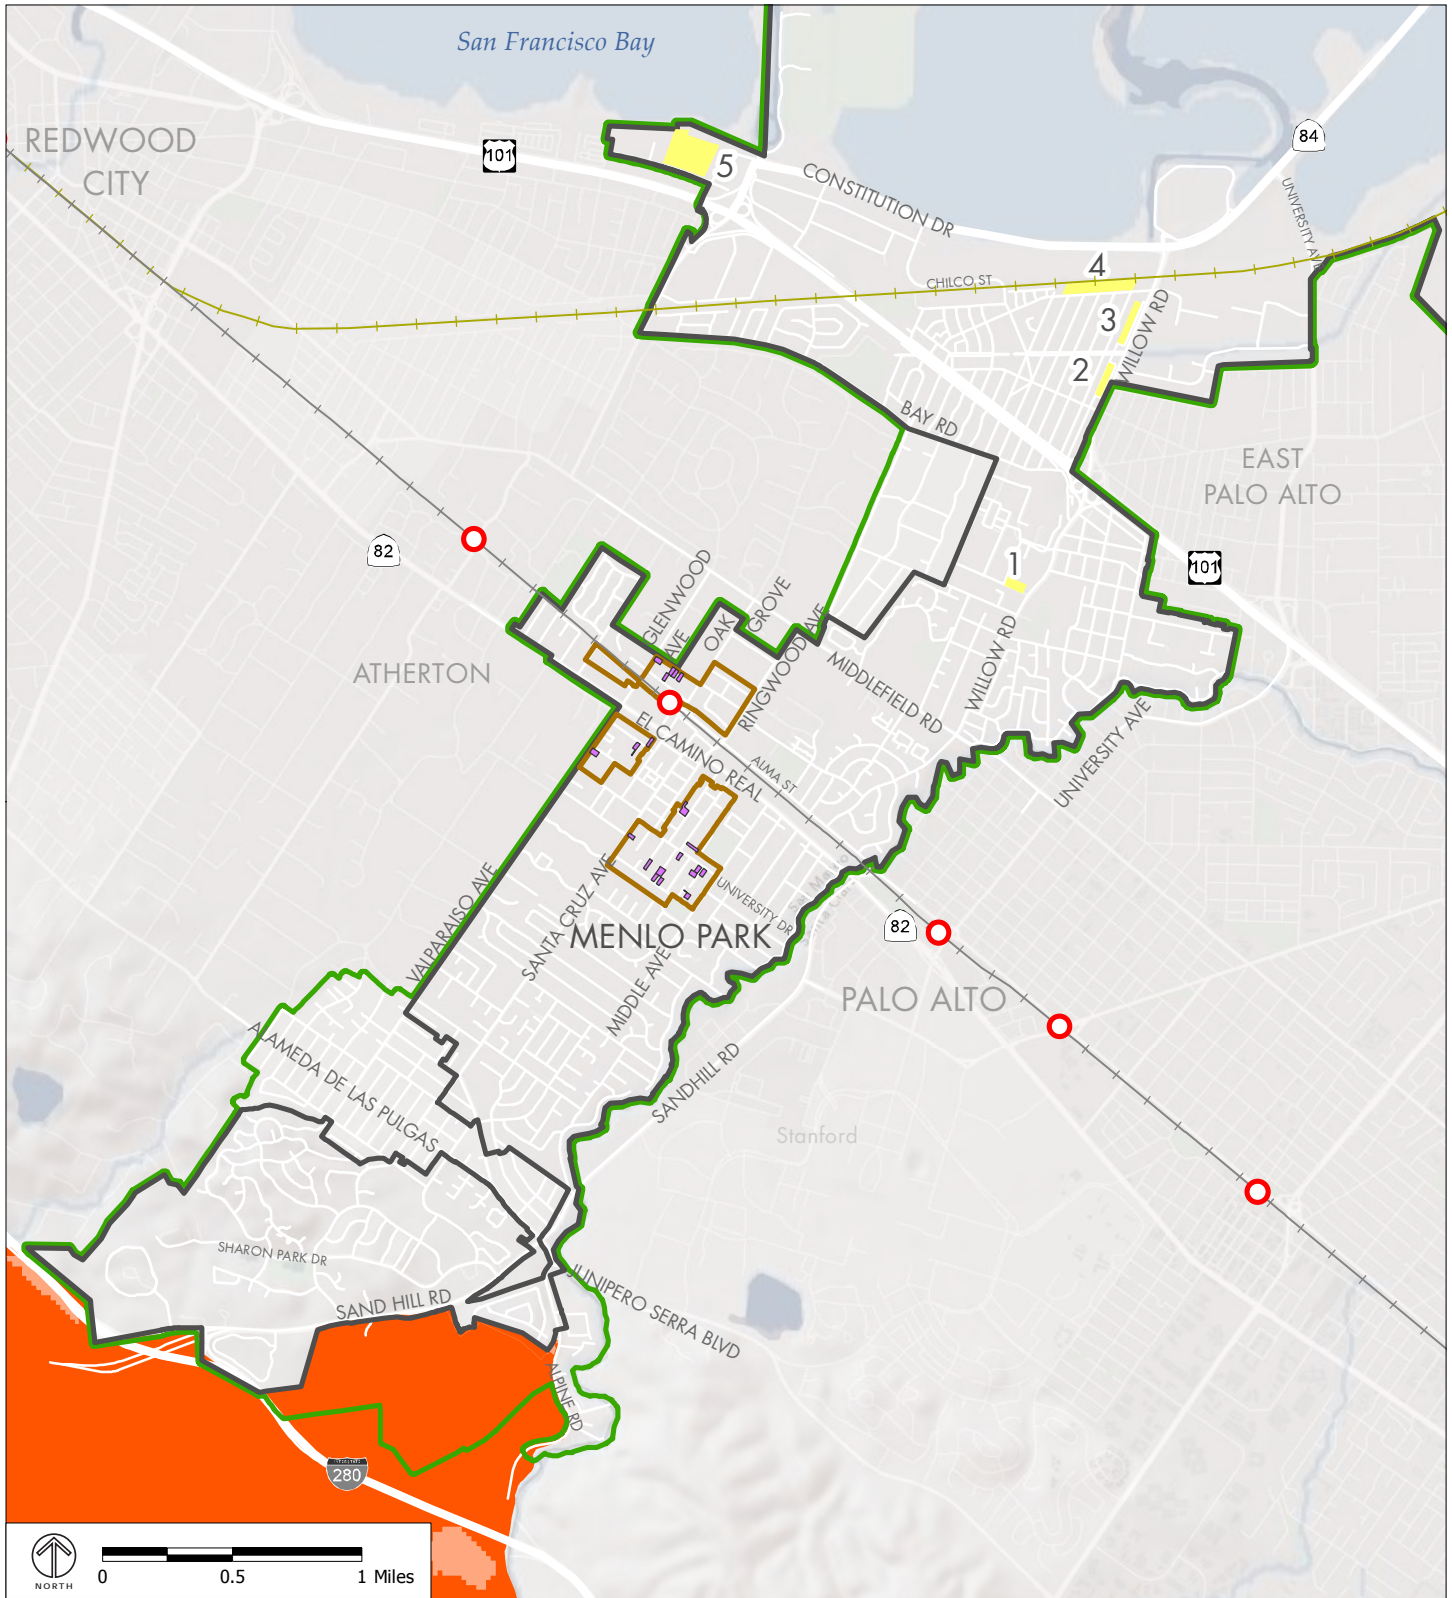 San Francisco Bay
REDWOOD
CITY
101
84
5
CONSTITUTION DR
UNIVERSITY AVE
4
CHILCO ST
3
WILLOW RD
2
BAY RD
EAST
PALO ALTO
82
101
1
GLENWOOD
AVE
OAK
GROVE
RINGWOOD AVE
ATHERTON
MIDDLEFIELD RD
WILLOW RD
EL CAMINO REAL
ALMA ST
UNIVERSITY AVE
VALPARAISO AVE
SANTA CRUZ AVE
UNIVERSITY DR
San Mateo
Santa Clara
MENLO PARK
82
MIDDLE AVE
PALO ALTO
ALAMEDA DE LAS PULGAS
SANDHILL RD
Stanford
SHARON PARK DR
SAND HILL RD
JUNIPERO SERRA BLVD
ALPINE RD
280
NORTH
0 0.5 1 Miles